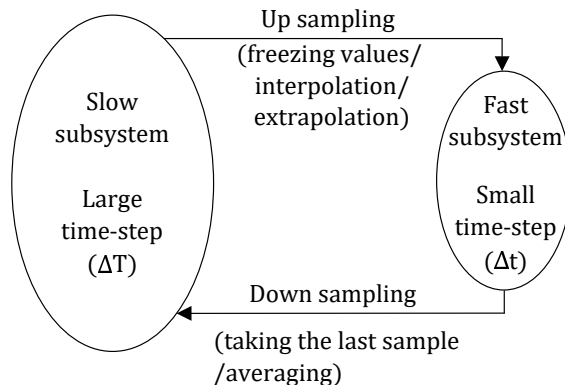 Up sampling
(freezing values/
interpolation/
extrapolation)
Slow
subsystem
Large
time-step
(ΔT)
Fast
subsystem
Small
time-step
(Δt)
Down sampling
(taking the last sample
/averaging)